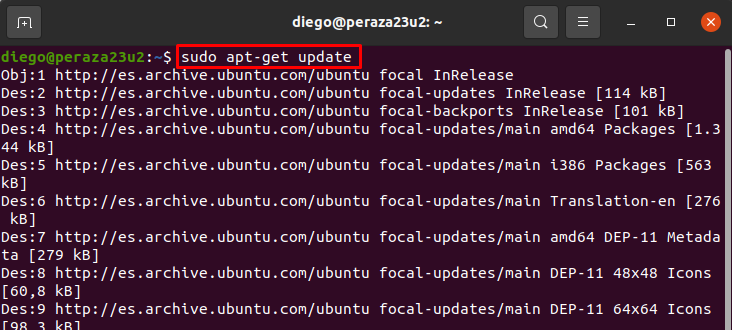 diego@peraza23u2: ~
diego@peraza23u2:~$ sudo apt-get update
Obj:1 http://es.archive.ubuntu.com/ubuntu focal InRelease
Des:2 http://es.archive.ubuntu.com/ubuntu focal-updates InRelease [114 kB]
Des:3 http://es.archive.ubuntu.com/ubuntu focal-backports InRelease [101 kB]
Des:4 http://es.archive.ubuntu.com/ubuntu focal-updates/main amd64 Packages [1.3
44 kB]
Des:5 http://es.archive.ubuntu.com/ubuntu focal-updates/main i386 Packages [563
kB]
Des:6 http://es.archive.ubuntu.com/ubuntu focal-updates/main Translation-en [276
kB]
Des:7 http://es.archive.ubuntu.com/ubuntu focal-updates/main amd64 DEP-11 Metada
ta [279 kB]
Des:8 http://es.archive.ubuntu.com/ubuntu focal-updates/main DEP-11 48x48 Icons
[60,8 kB]
Des:9 http://es.archive.ubuntu.com/ubuntu focal-updates/main DEP-11 64x64 Icons
[98,3 kB]